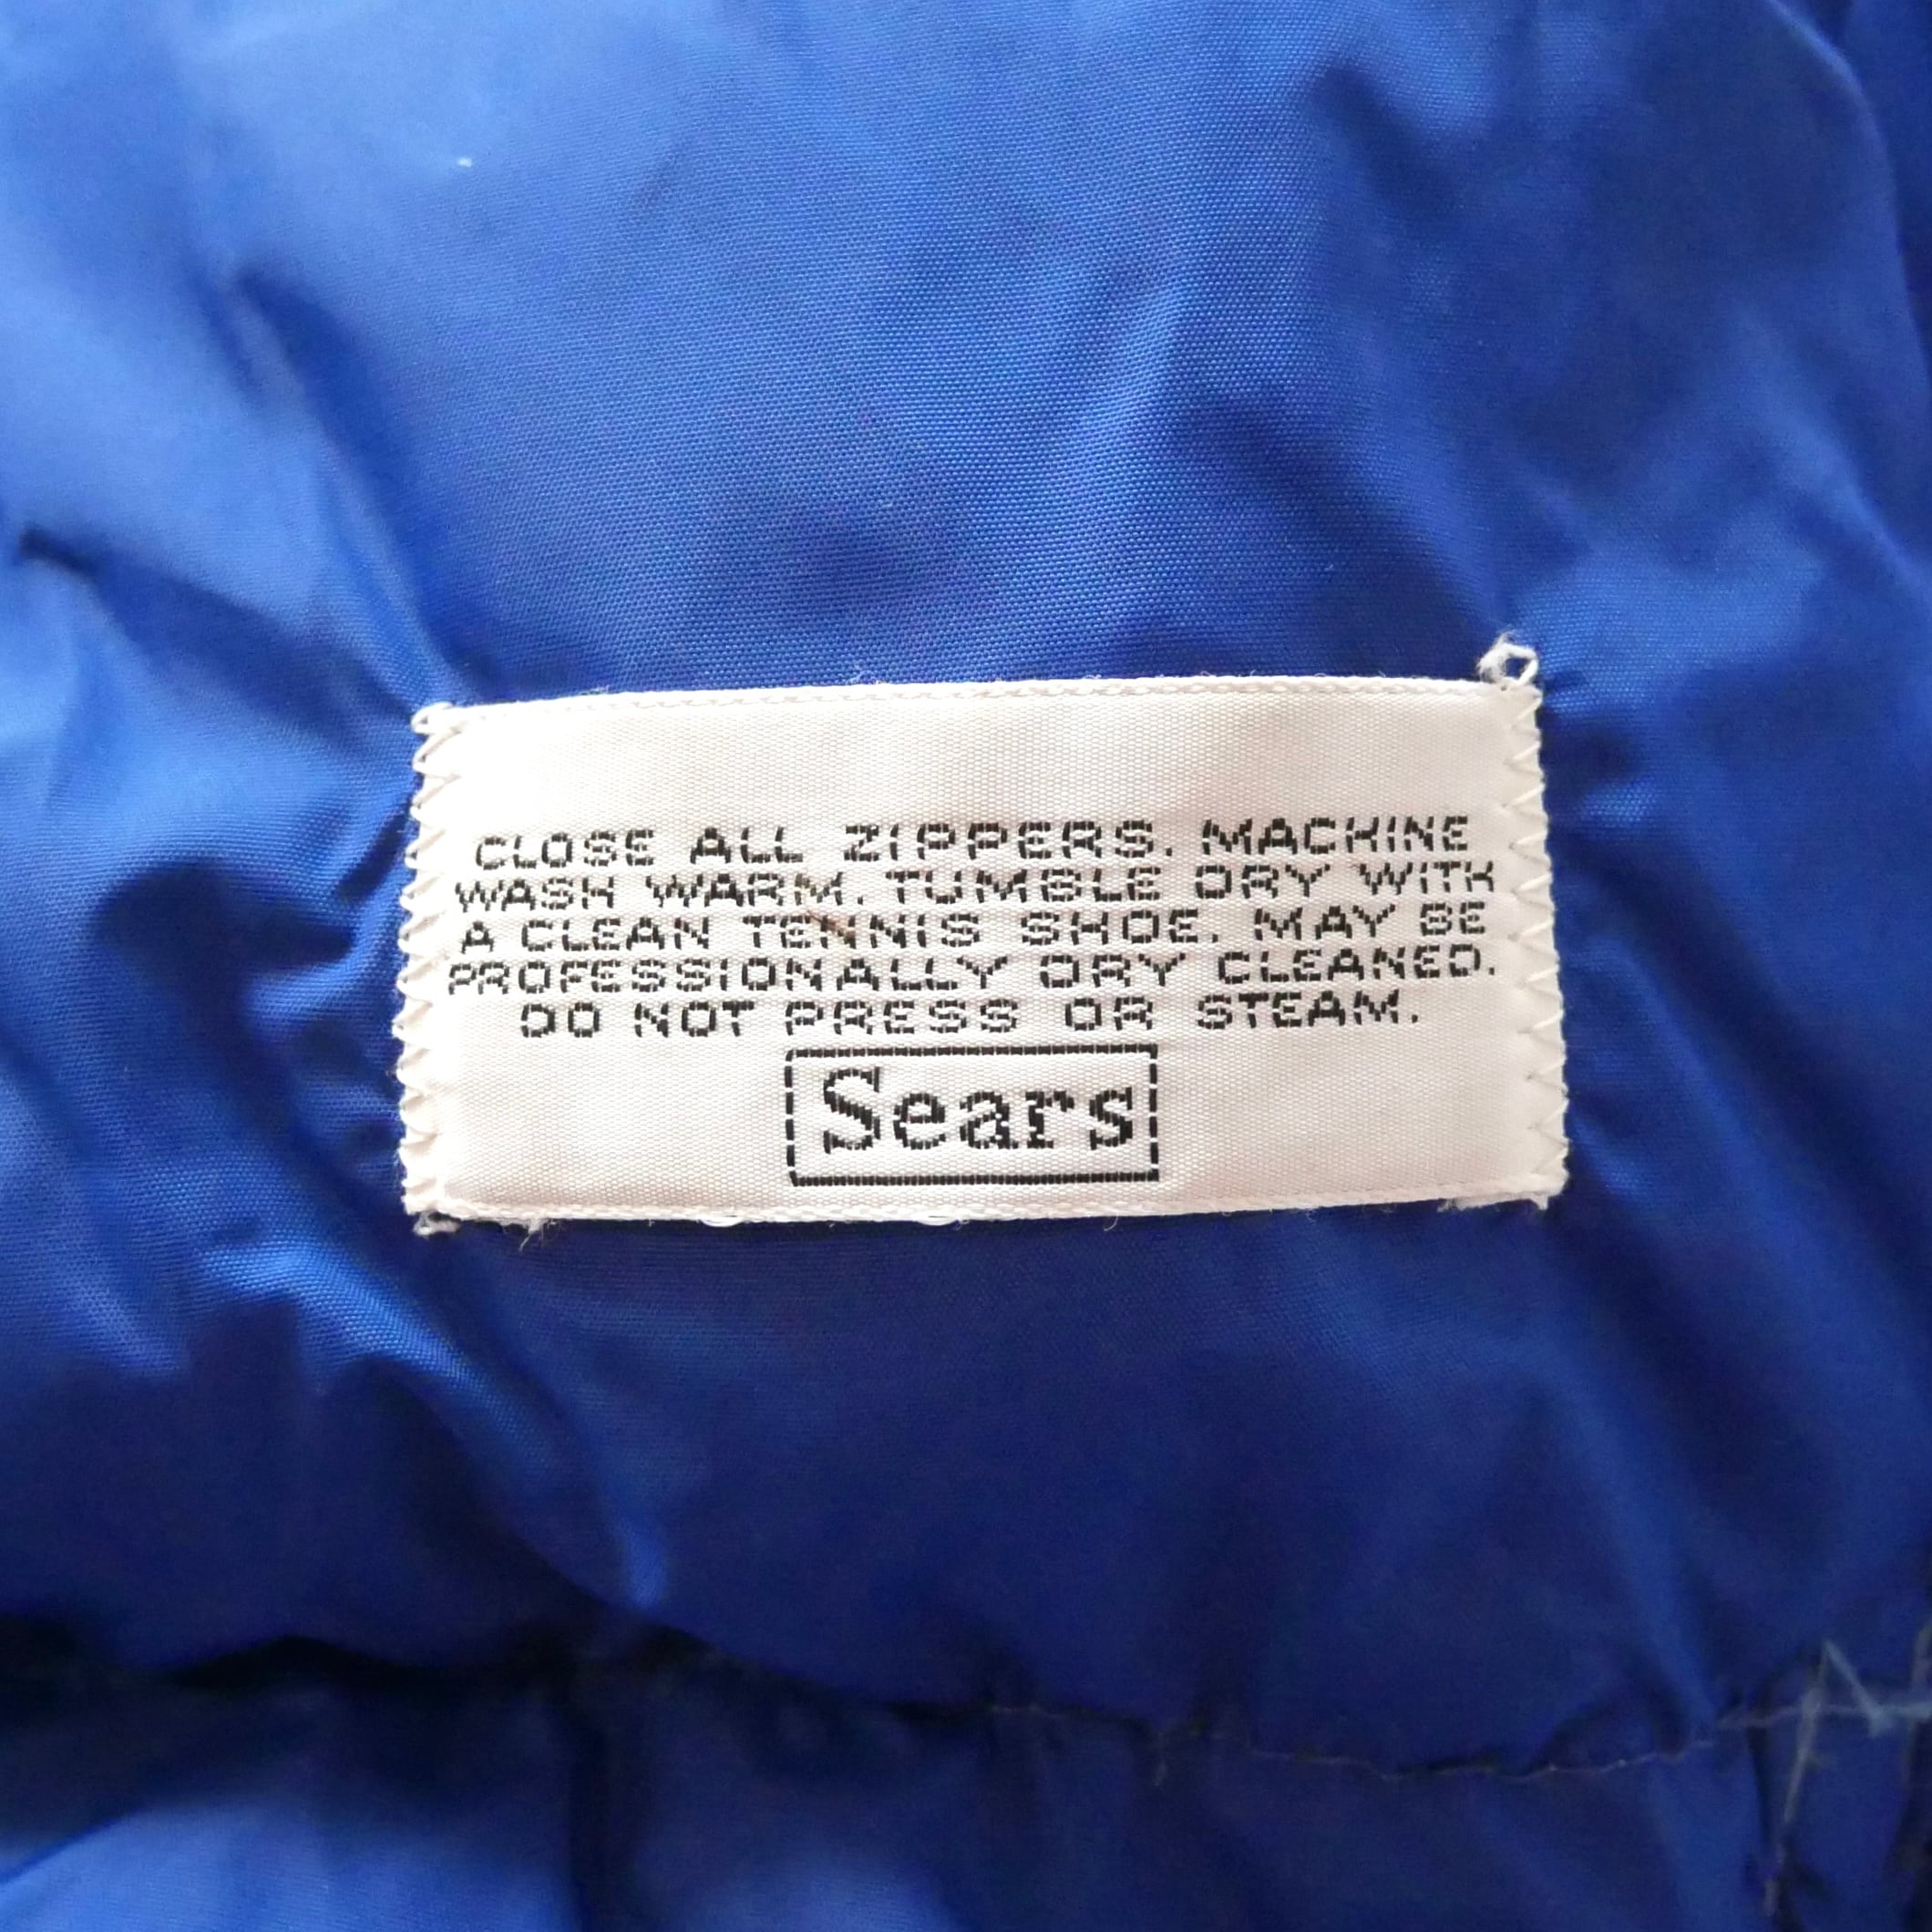 CLOSE ALL ZIPPERS. MACHINE
WASH WARM. TUMBLE DRY WITH
A CLEAN TENNIS SHOE. MAY BE
PROFESSIONALLY DRY CLEANED.
DO NOT PRESS OR STEAM.
Sears